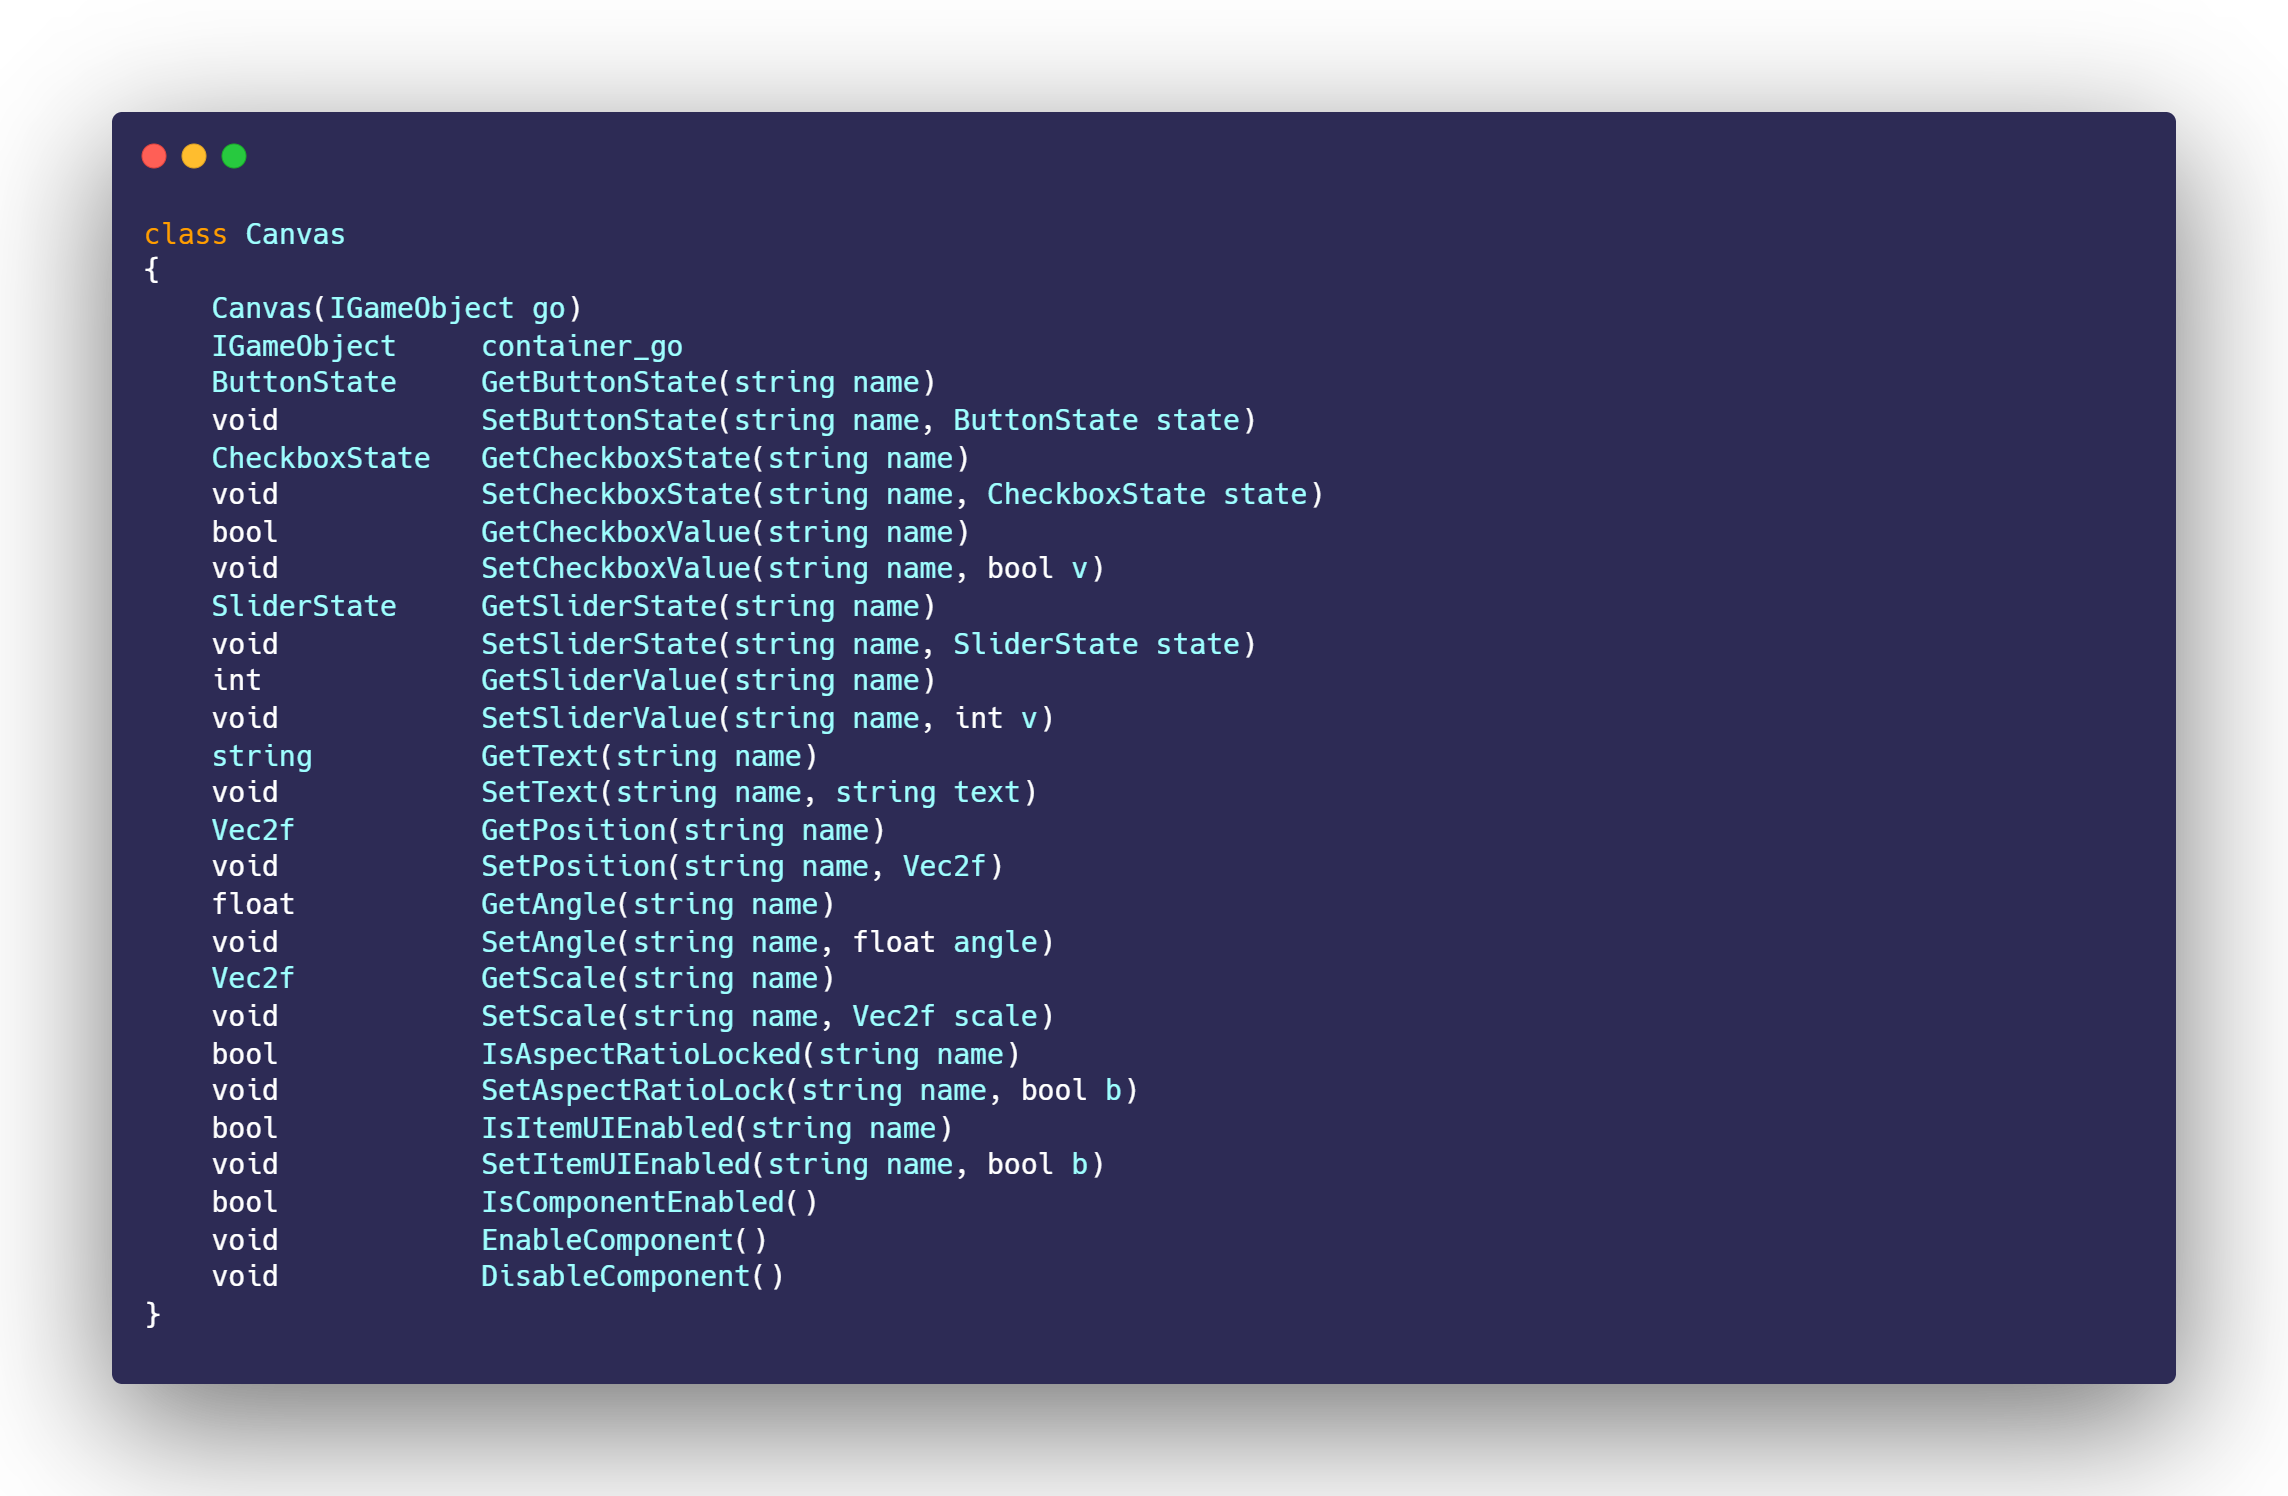 class Canvas
{
    Canvas(IGameObject go)
    IGameObject     container_go
    ButtonState     GetButtonState(string name)
    void            SetButtonState(string name, ButtonState state)
    CheckboxState   GetCheckboxState(string name)
    void            SetCheckboxState(string name, CheckboxState state)
    bool            GetCheckboxValue(string name)
    void            SetCheckboxValue(string name, bool v)
    SliderState     GetSliderState(string name)
    void            SetSliderState(string name, SliderState state)
    int             GetSliderValue(string name)
    void            SetSliderValue(string name, int v)
    string          GetText(string name)
    void            SetText(string name, string text)
    Vec2f           GetPosition(string name)
    void            SetPosition(string name, Vec2f)
    float           GetAngle(string name)
    void            SetAngle(string name, float angle)
    Vec2f           GetScale(string name)
    void            SetScale(string name, Vec2f scale)
    bool            IsAspectRatioLocked(string name)
    void            SetAspectRatioLock(string name, bool b)
    bool            IsItemUIEnabled(string name)
    void            SetItemUIEnabled(string name, bool b)
    bool            IsComponentEnabled()
    void            EnableComponent()
    void            DisableComponent()
}